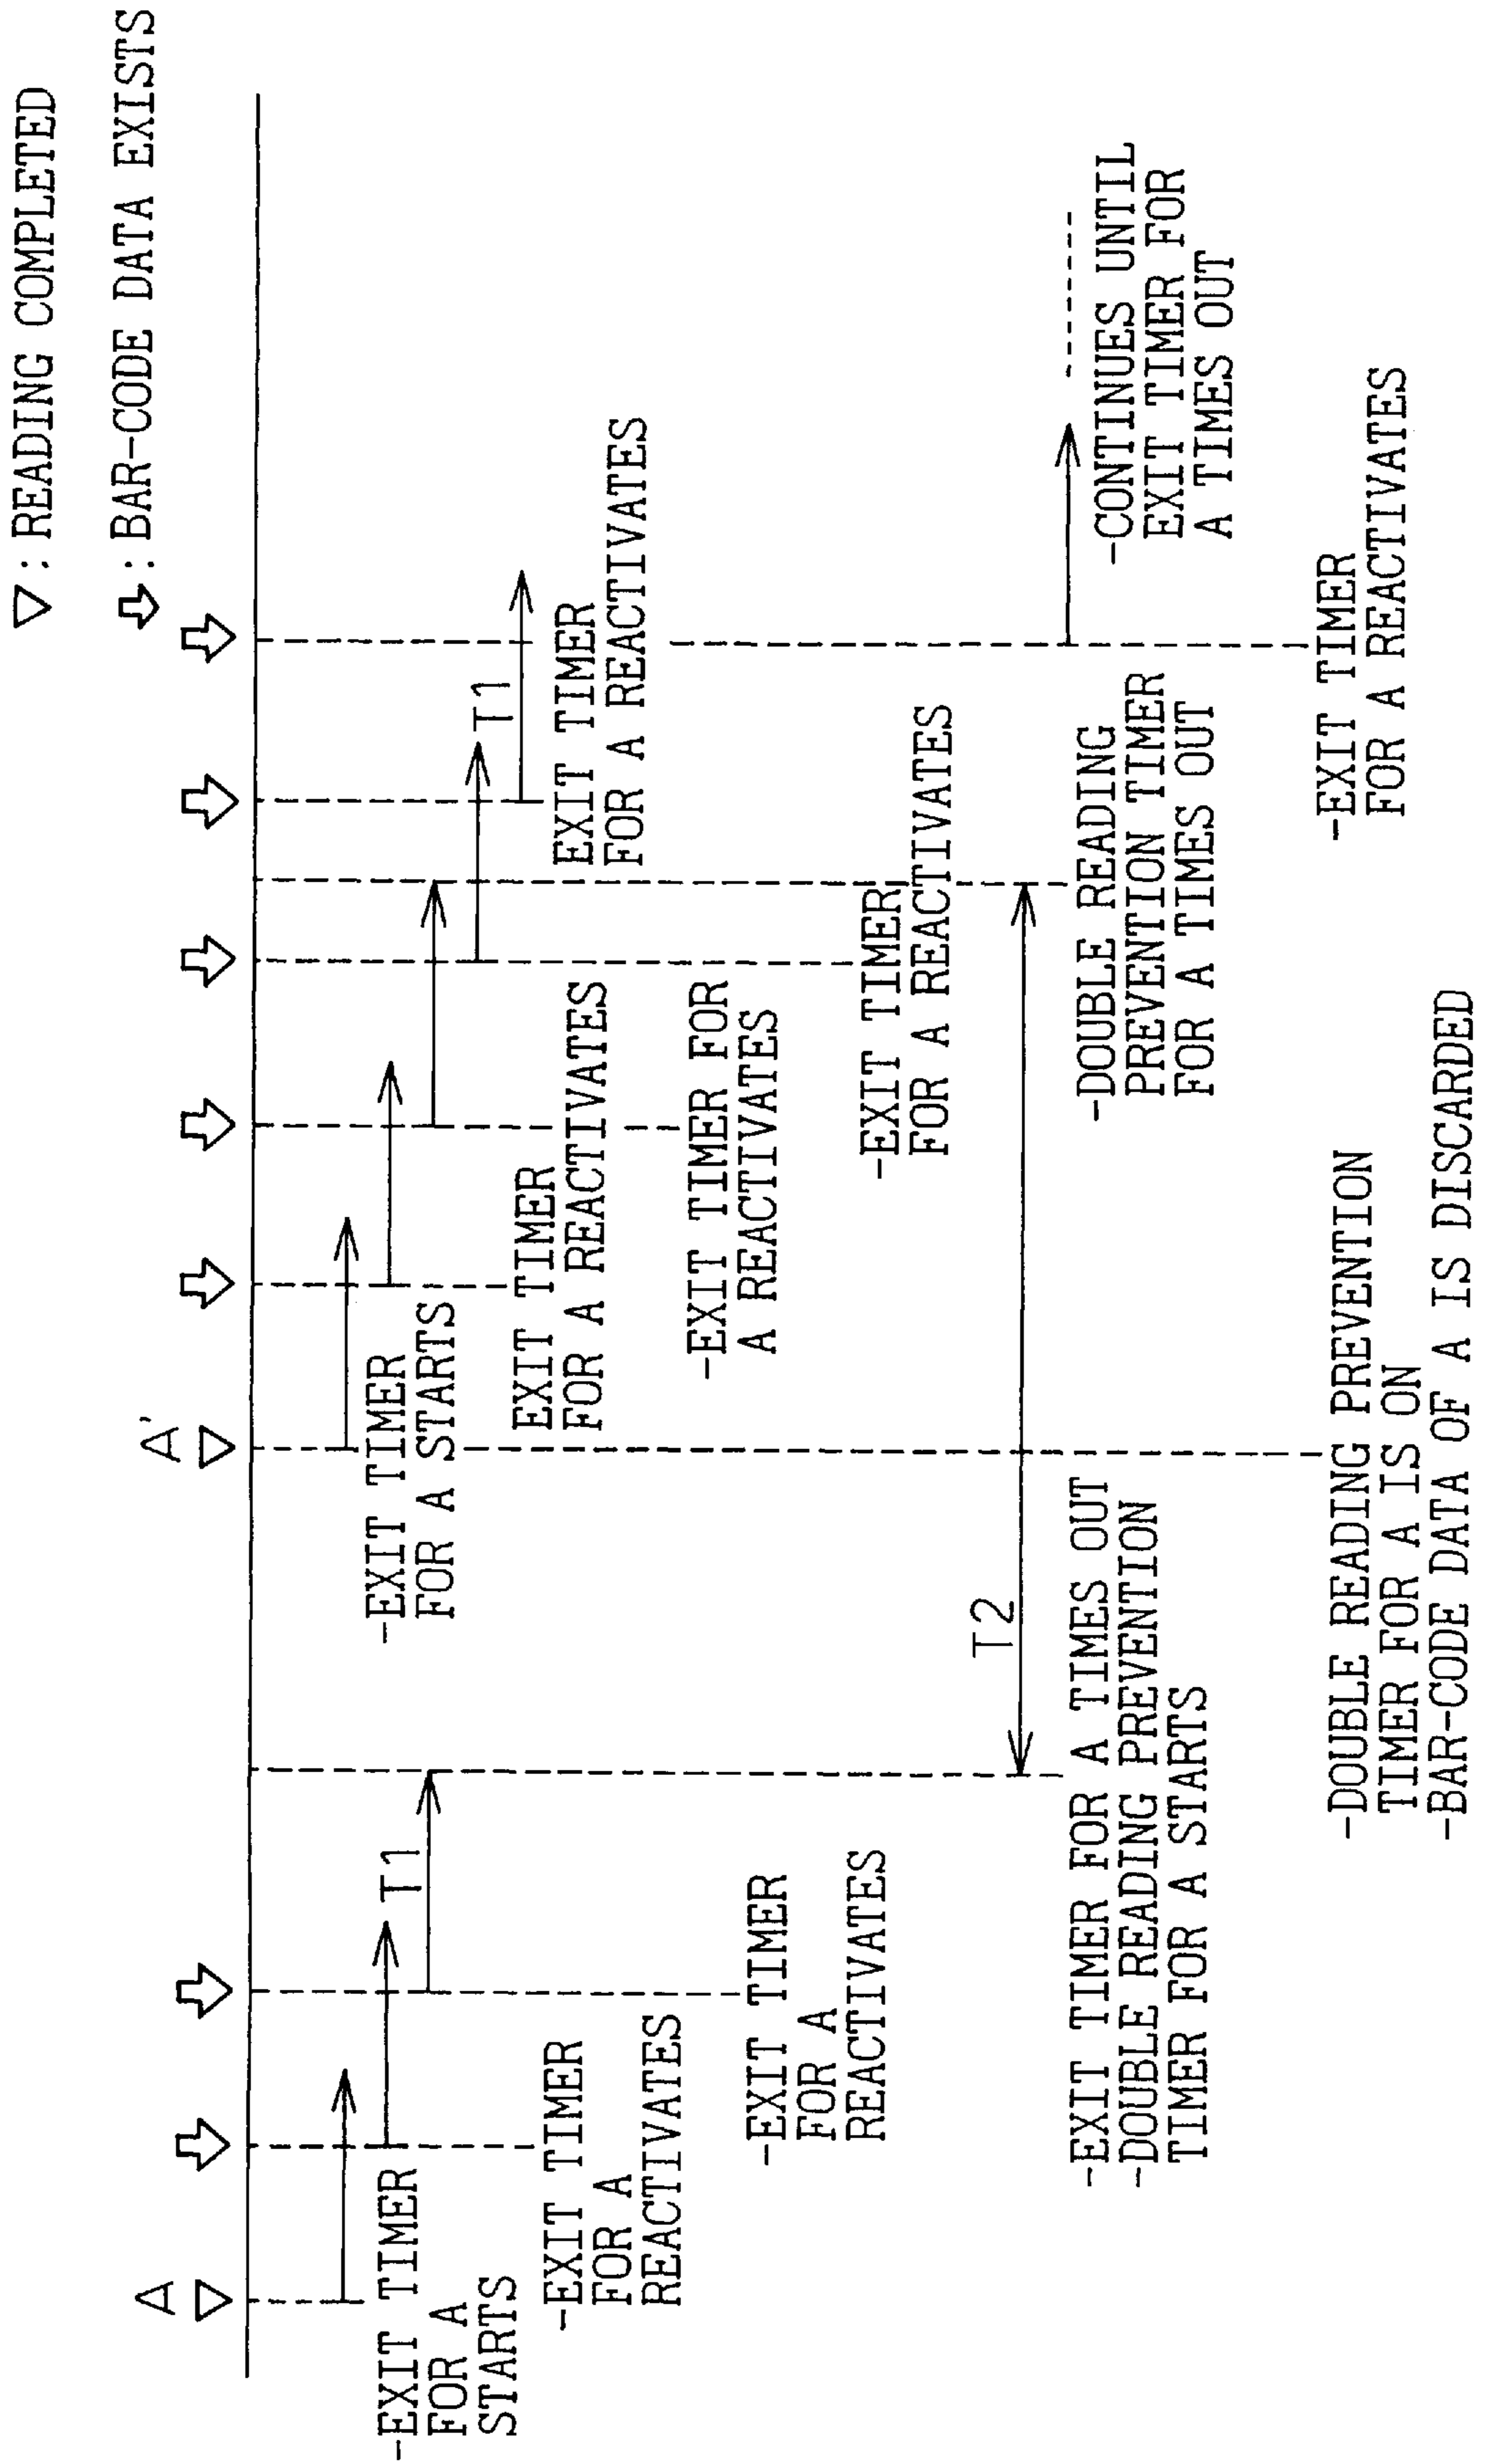 ▽: READING COMPLETED
⇩: BAR-CODE DATA EXISTS
A
A'
-EXIT TIMER
FOR A
STARTS
-EXIT TIMER
FOR A
REACTIVATES
T1
-EXIT TIMER
FOR A
REACTIVATES
-EXIT TIMER FOR A TIMES OUT
-DOUBLE READING PREVENTION
TIMER FOR A STARTS
T2
-EXIT TIMER
FOR A STARTS
-DOUBLE READING PREVENTION
TIMER FOR A IS ON
-BAR-CODE DATA OF A IS DISCARDED
EXIT TIMER
FOR A REACTIVATES
-EXIT TIMER FOR
A REACTIVATES
-EXIT TIMER
FOR A REACTIVATES
-DOUBLE READING
PREVENTION TIMER
FOR A TIMES OUT
T1
EXIT TIMER
FOR A REACTIVATES
-EXIT TIMER
FOR A REACTIVATES
-CONTINUES UNTIL
EXIT TIMER FOR
A TIMES OUT